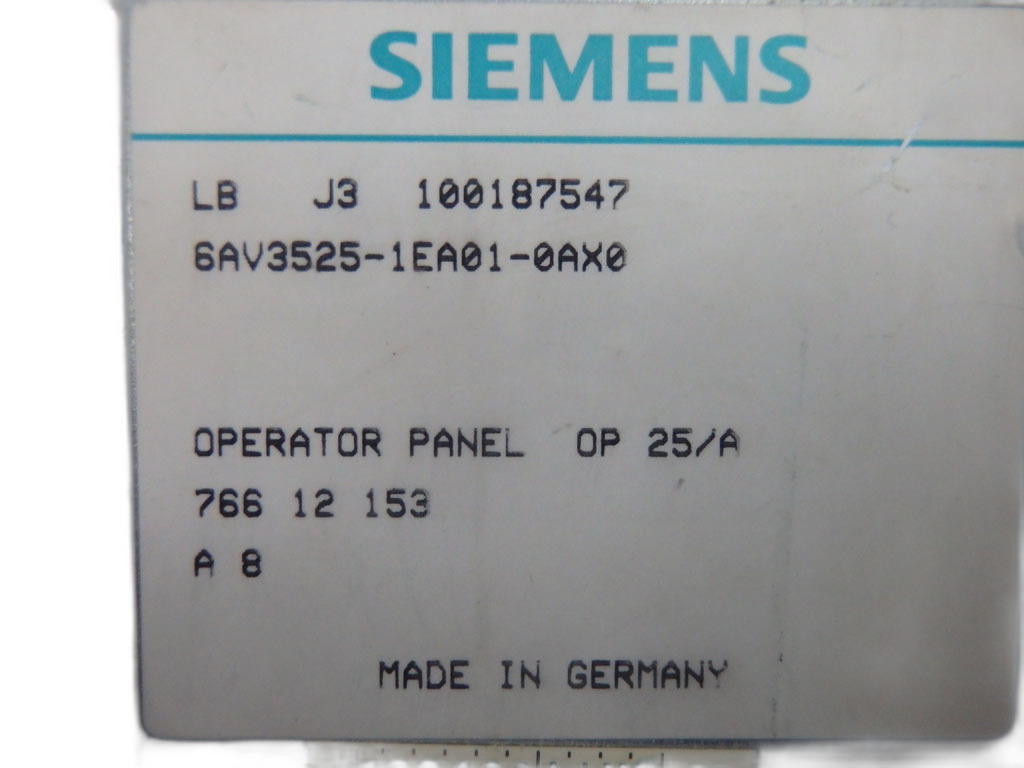 SIEMENS
LB J3 100187547
6AV3525-1EA01-0AX0
OPERATOR PANEL OP 25/A
766 12 153
A 8
MADE IN GERMANY